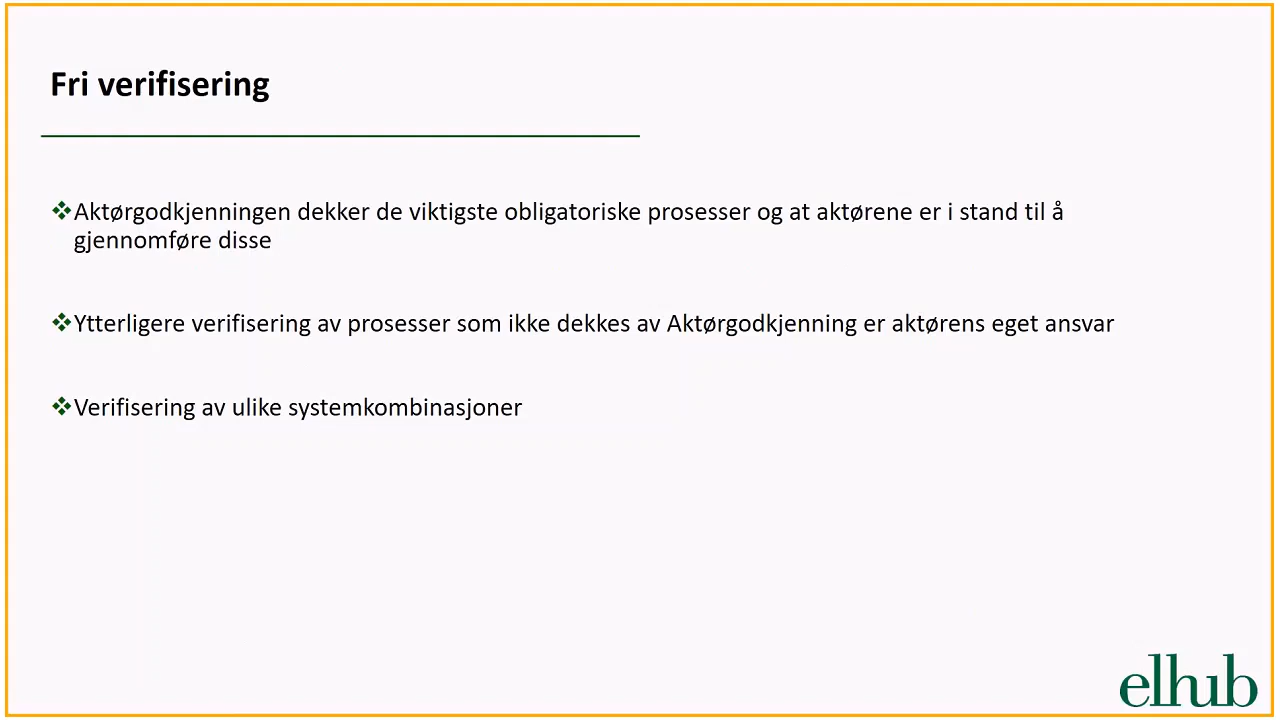 Fri verifisering
❖Aktørgodkjenningen dekker de viktigste obligatoriske prosesser og at aktørene er i stand til å
gjennomføre disse
❖Ytterligere verifisering av prosesser som ikke dekkes av Aktørgodkjenning er aktørens eget ansvar
❖Verifisering av ulike systemkombinasjoner
elhub